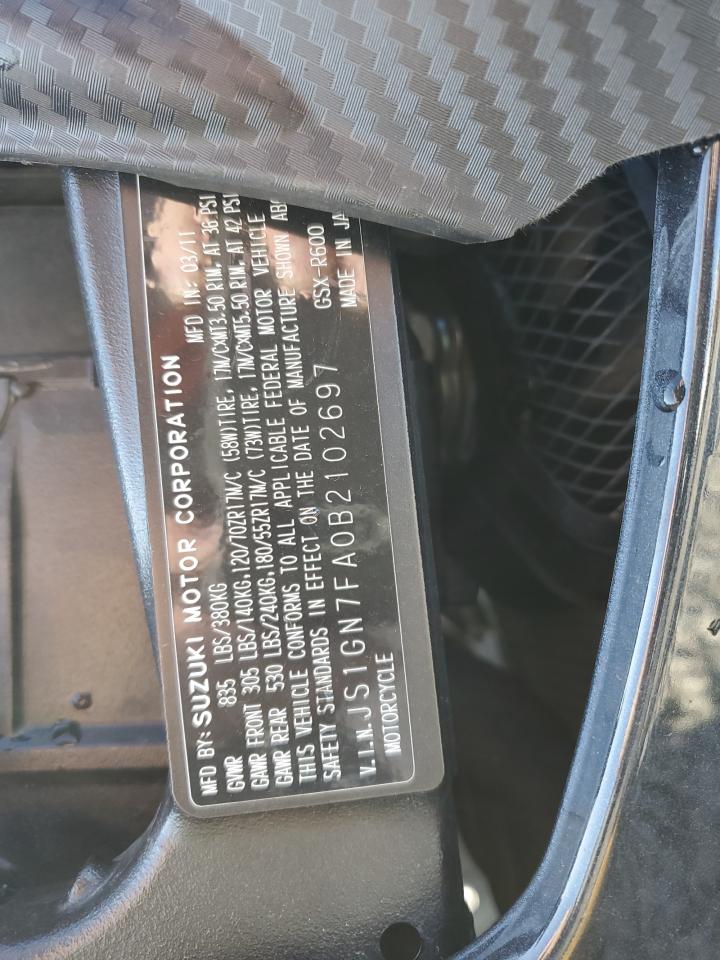 MFD BY: SUZUKI MOTOR CORPORATION MFD IN: 03/11
GVWR 835 LBS/380KG
GAWR FRONT 305 LBS/140KG.120/70ZR17M/C (58W)TIRE, 17M/CXMT3.50 RIM, AT 36 PSI
GAWR REAR 530 LBS/240KG.180/55ZR17M/C (73W)TIRE, 17M/CXMT5.50 RIM, AT 42 PSI
THIS VEHICLE CONFORMS TO ALL APPLICABLE FEDERAL MOTOR VEHICLE
SAFETY STANDARDS IN EFFECT ON THE DATE OF MANUFACTURE SHOWN
V.I.N. JS1GN7FA0B2102697 GSX-R600
MOTORCYCLE MADE IN